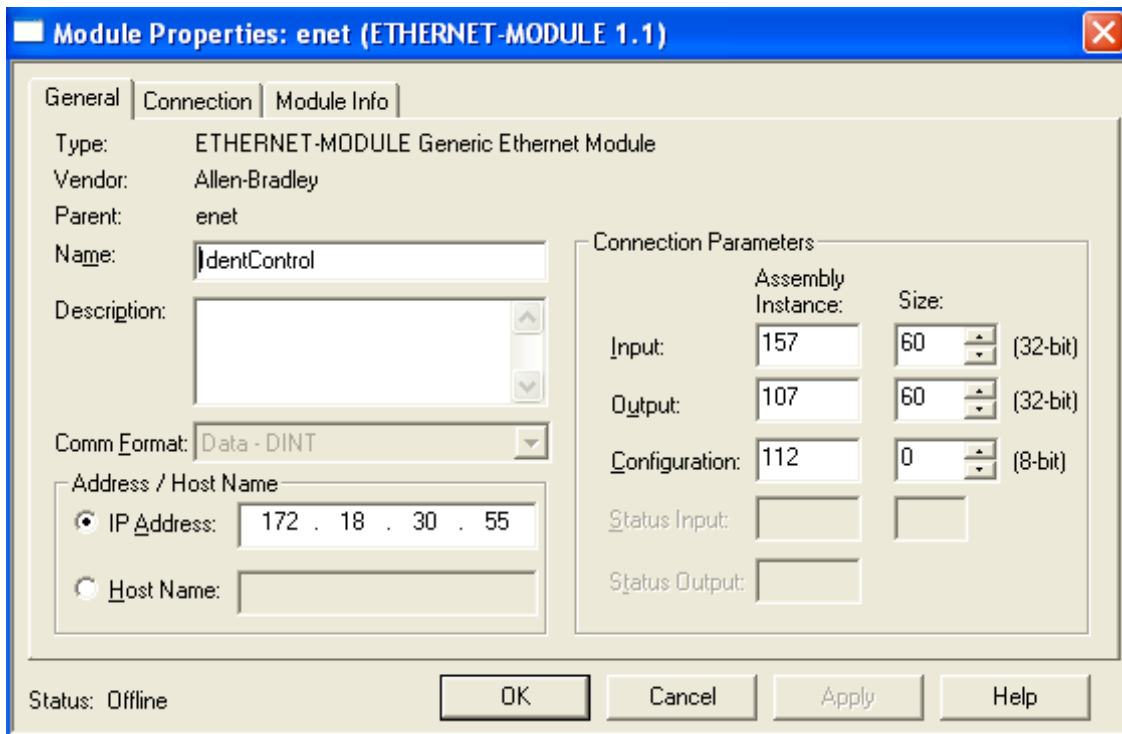 Module Properties: enet (ETHERNET-MODULE 1.1)
General Connection Module Info
Type: ETHERNET-MODULE Generic Ethernet Module
Vendor: Allen-Bradley
Parent: enet
Name: IdentControl
Description:
Comm Format: Data - DINT
Address / Host Name
IP Address: 172 . 18 . 30 . 55
Host Name:
Connection Parameters
Assembly
Instance: Size:
Input: 157 60 (32-bit)
Output: 107 60 (32-bit)
Configuration: 112 0 (8-bit)
Status Input:
Status Output:
Status: Offline OK Cancel Apply Help